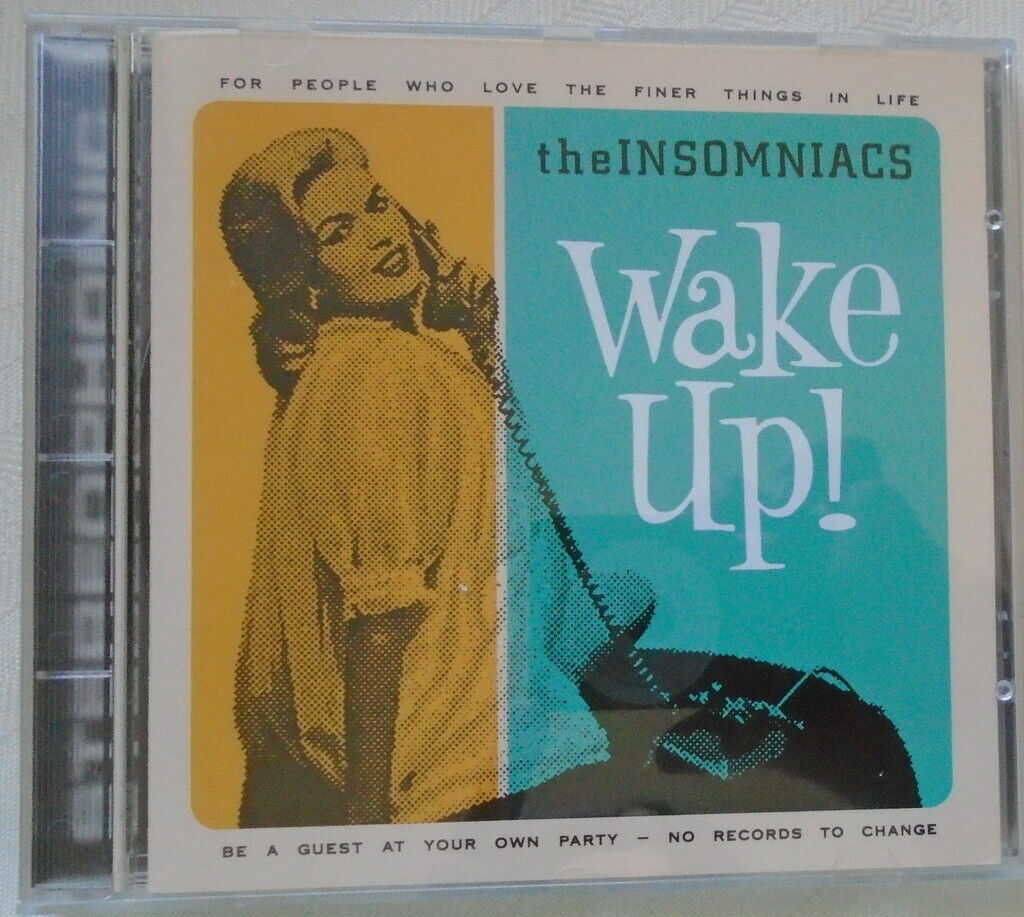 FOR PEOPLE WHO LOVE THE FINER THINGS IN LIFE
theINSOMNIACS
Wake
Up!
BE A GUEST AT YOUR OWN PARTY – NO RECORDS TO CHANGE